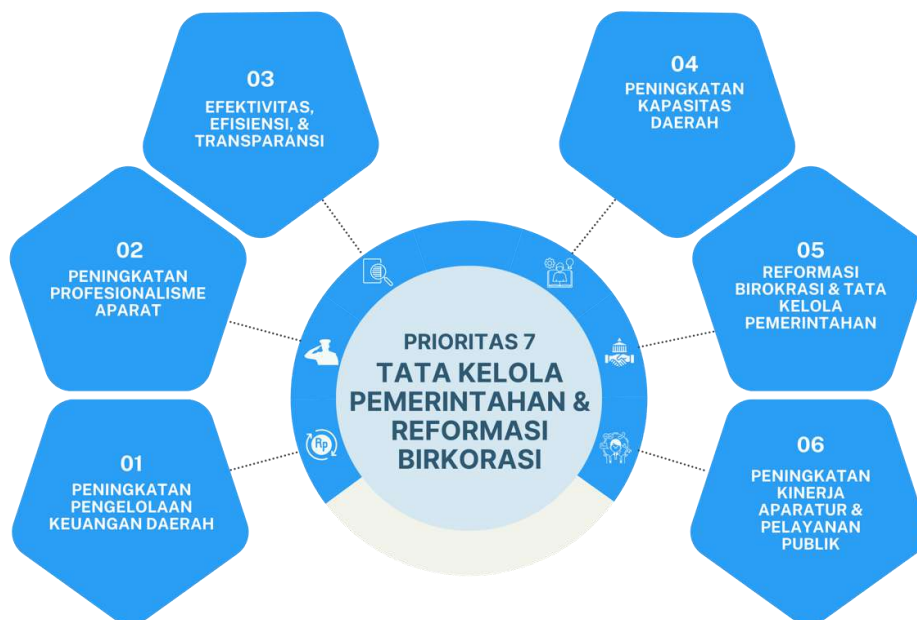 01
PENINGKATAN
PENGELOLAAN
KEUANGAN DAERAH
02
PENINGKATAN
PROFESIONALISME
APARAT
03
EFEKTIVITAS,
EFISIENSI, &
TRANSPARANSI
04
PENINGKATAN
KAPASITAS
DAERAH
05
REFORMASI
BIROKRASI & TATA
KELOLA
PEMERINTAHAN
06
PENINGKATAN
KINERJA
APARATUR &
PELAYANAN
PUBLIK
Rp
PRIORITAS 7
TATA KELOLA
PEMERINTAHAN &
REFORMASI
BIRKORASI